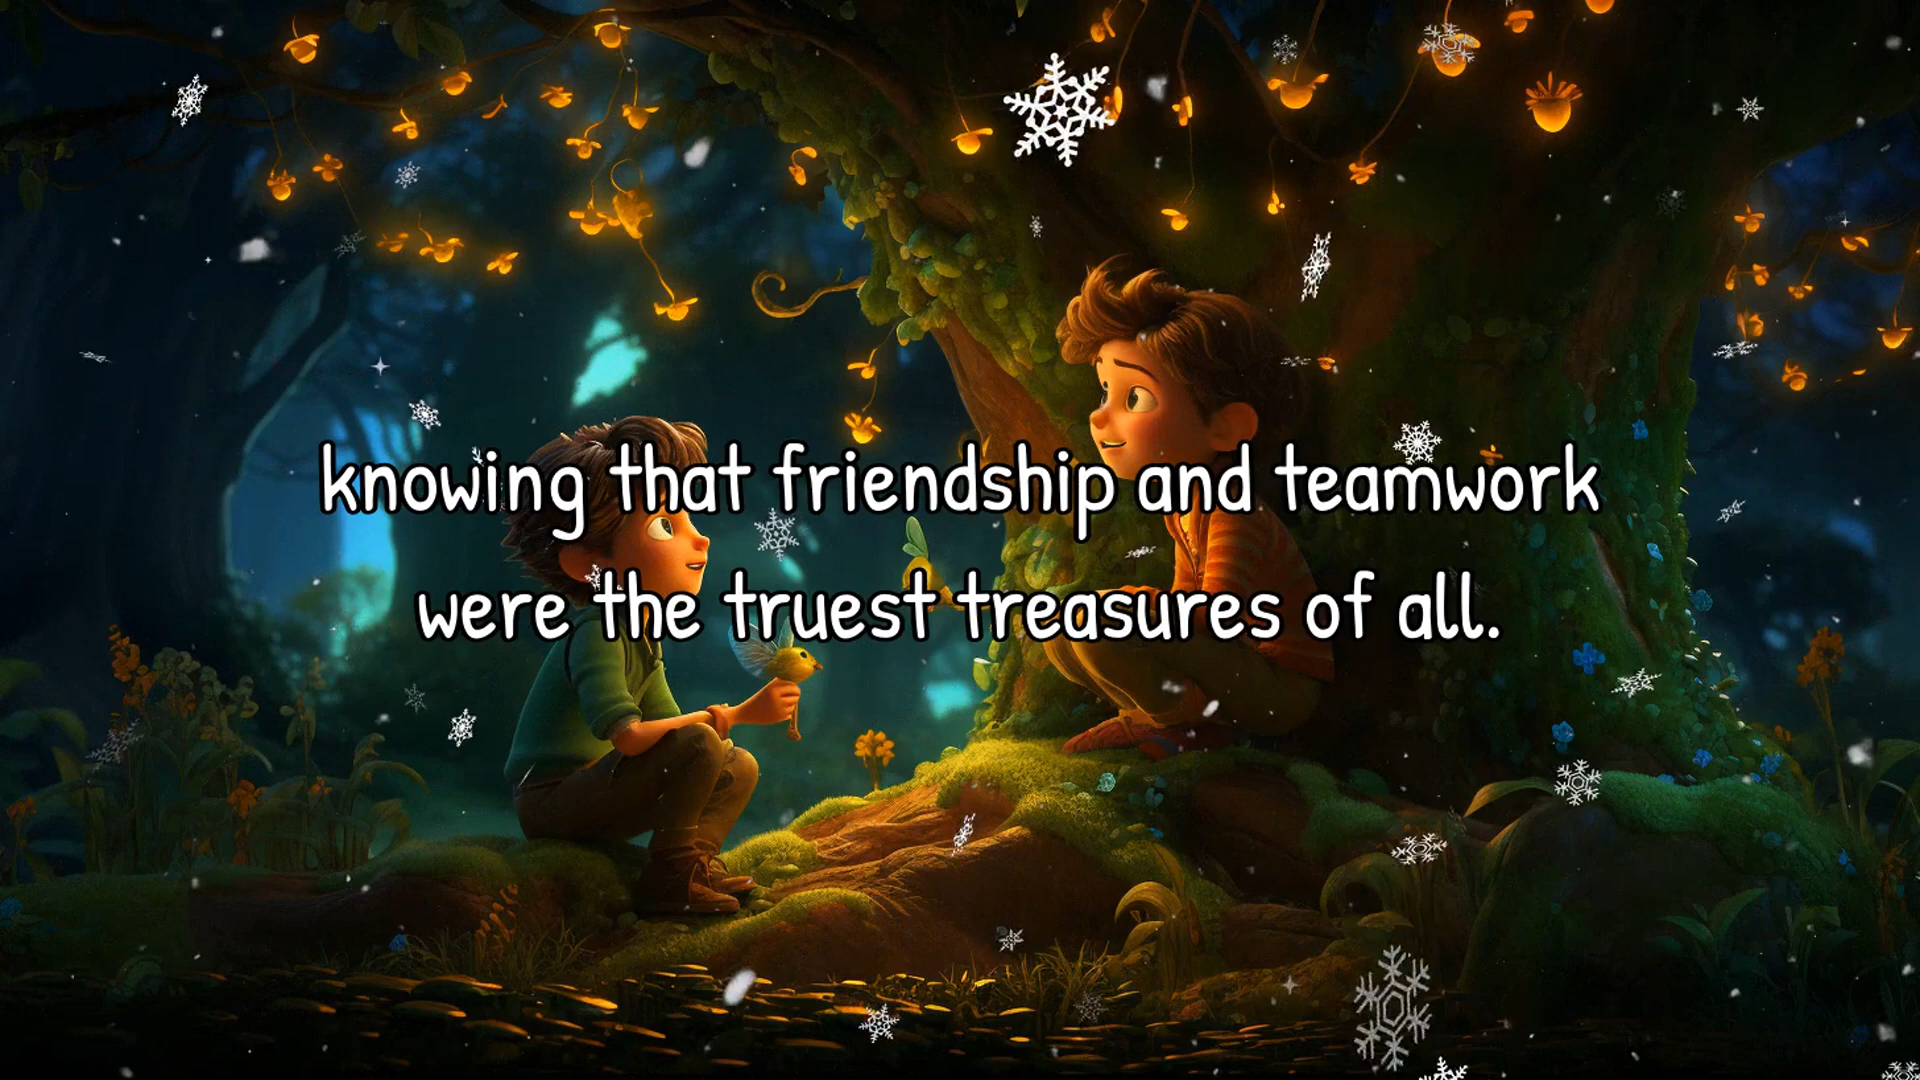 knowing that friendship and teamwork
were the truest treasures of all.